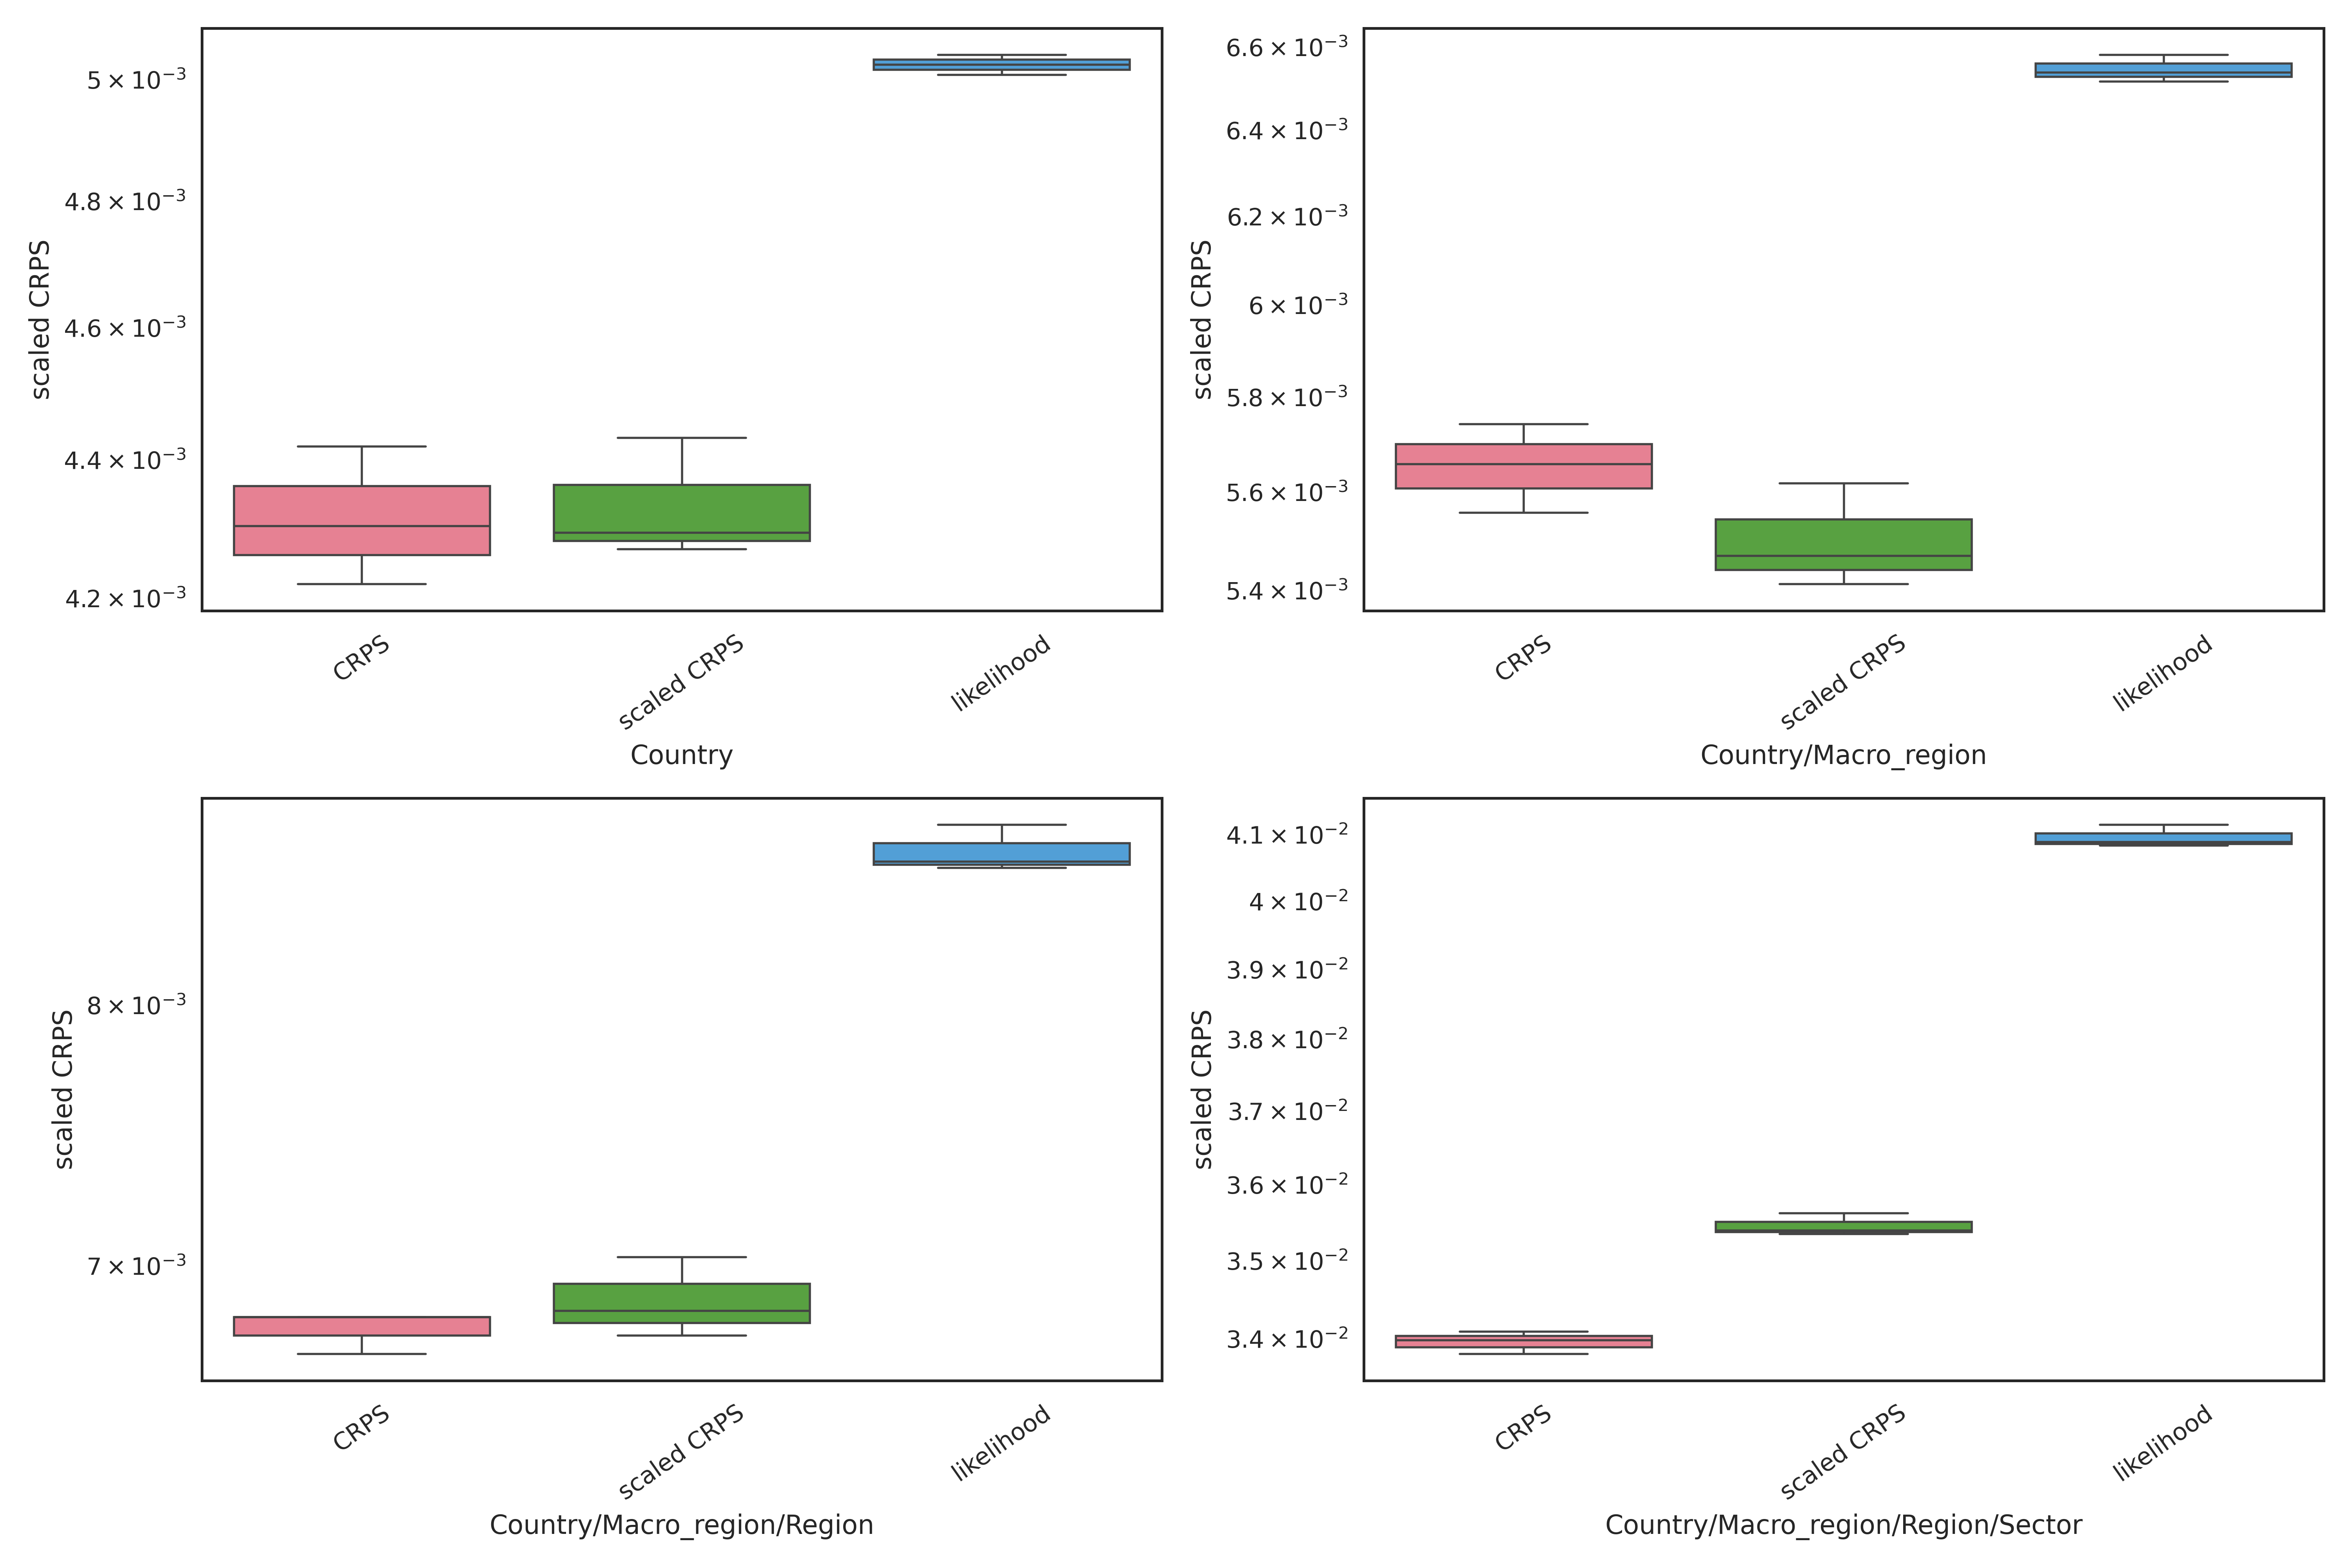 5×10⁻³
4.8×10⁻³
4.6×10⁻³
4.4×10⁻³
4.2×10⁻³
scaled CRPS
CRPS
scaled CRPS
likelihood
Country
6.6×10⁻³
6.4×10⁻³
6.2×10⁻³
6×10⁻³
5.8×10⁻³
5.6×10⁻³
5.4×10⁻³
scaled CRPS
CRPS
scaled CRPS
likelihood
Country/Macro_region
8×10⁻³
7×10⁻³
scaled CRPS
CRPS
scaled CRPS
likelihood
Country/Macro_region/Region
4.1×10⁻²
4×10⁻²
3.9×10⁻²
3.8×10⁻²
3.7×10⁻²
3.6×10⁻²
3.5×10⁻²
3.4×10⁻²
scaled CRPS
CRPS
scaled CRPS
likelihood
Country/Macro_region/Region/Sector